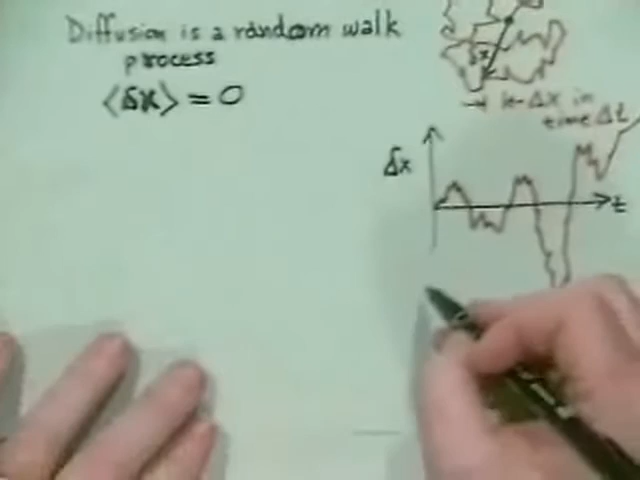 Diffusion is a random walk
process
⟨δx⟩ = 0
δx
→ Δx in
time Δt
δx
t